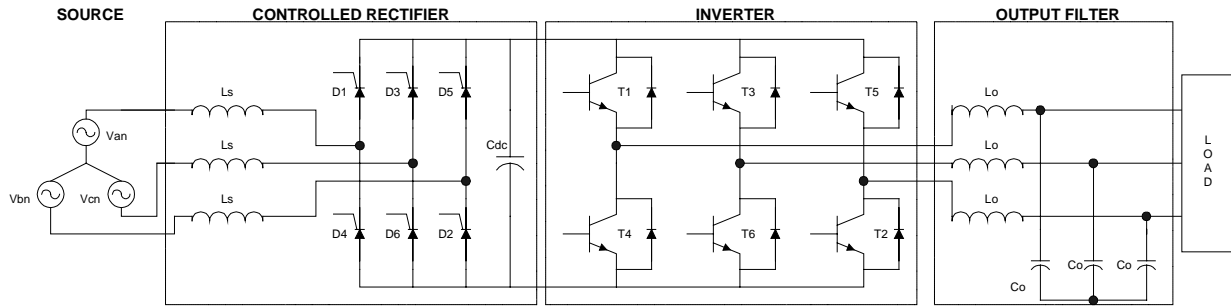 SOURCE
CONTROLLED RECTIFIER
INVERTER
OUTPUT FILTER
Ls
D1
D3
D5
T1
T3
T5
Lo
Van
Ls
Cdc
Lo
LOAD
Vbn
Vcn
Ls
Lo
D4
D6
D2
T4
T6
T2
Co
Co
Co